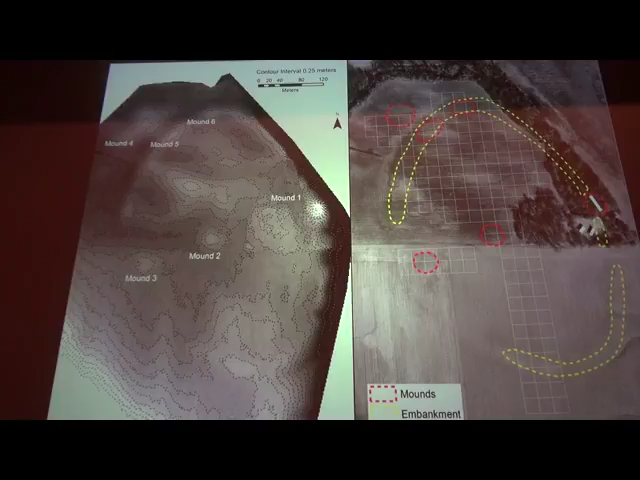 Contour Interval 0.25 meters
0 20 40 80 120
Meters
Mound 6
Mound 4
Mound 5
Mound 1
Mound 2
Mound 3
Mounds
Embankment